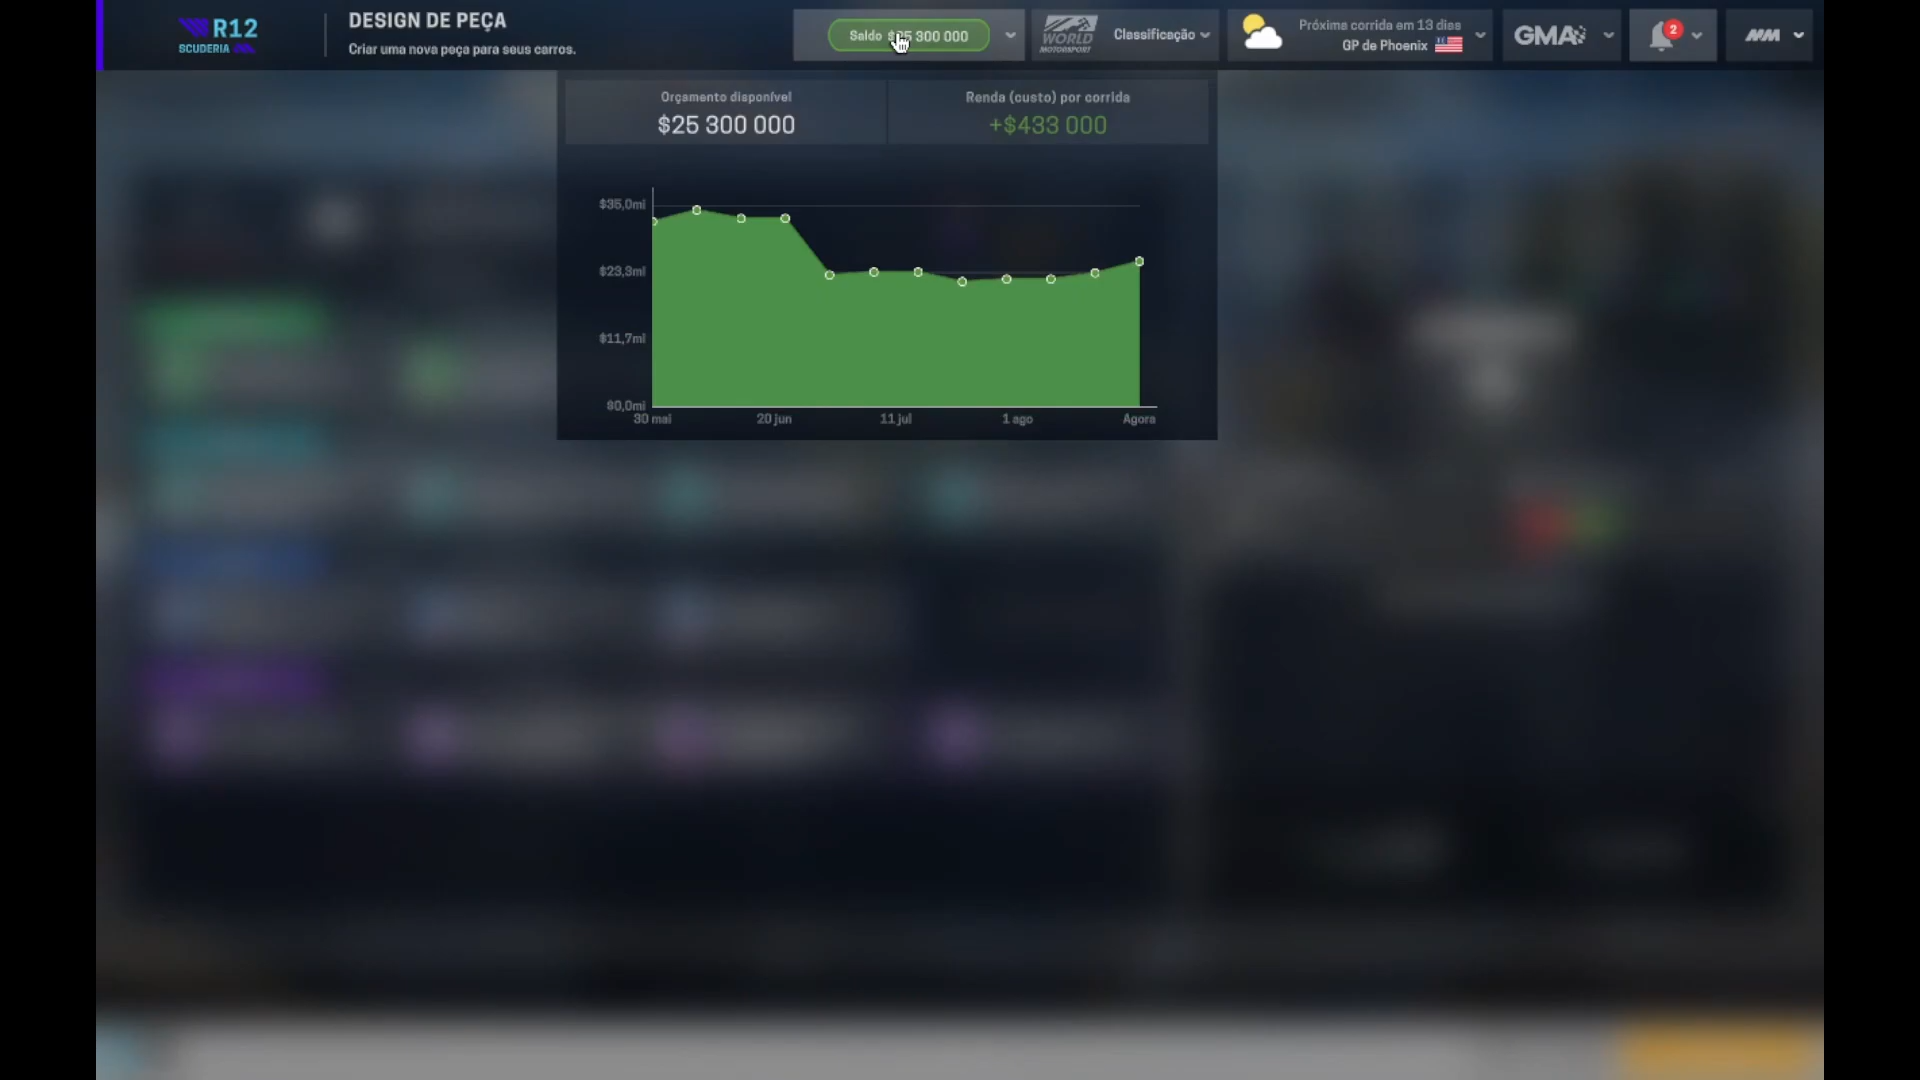 R12
SCUDERIA
DESIGN DE PEÇA
Criar uma nova peça para seus carros.
Saldo $25 300 000
WORLD
MOTORSPORT
Classificação
Próxima corrida em 13 dias
GP de Phoenix
GMA
2
Orçamento disponível
$25 300 000
Renda (custo) por corrida
+$433 000
$35,0mi
$23,3mi
$11,7mi
$0,0mi
30 mai
20 jun
11 jul
1 ago
Agora